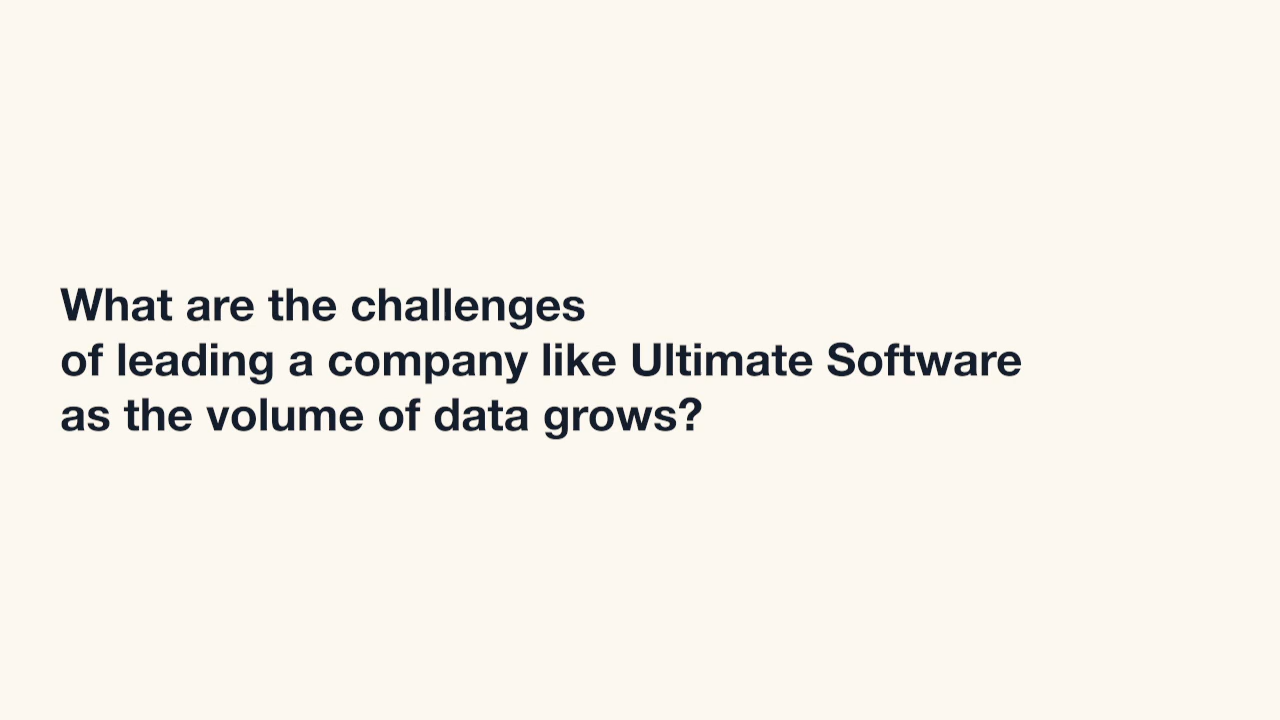 What are the challenges
of leading a company like Ultimate Software
as the volume of data grows?